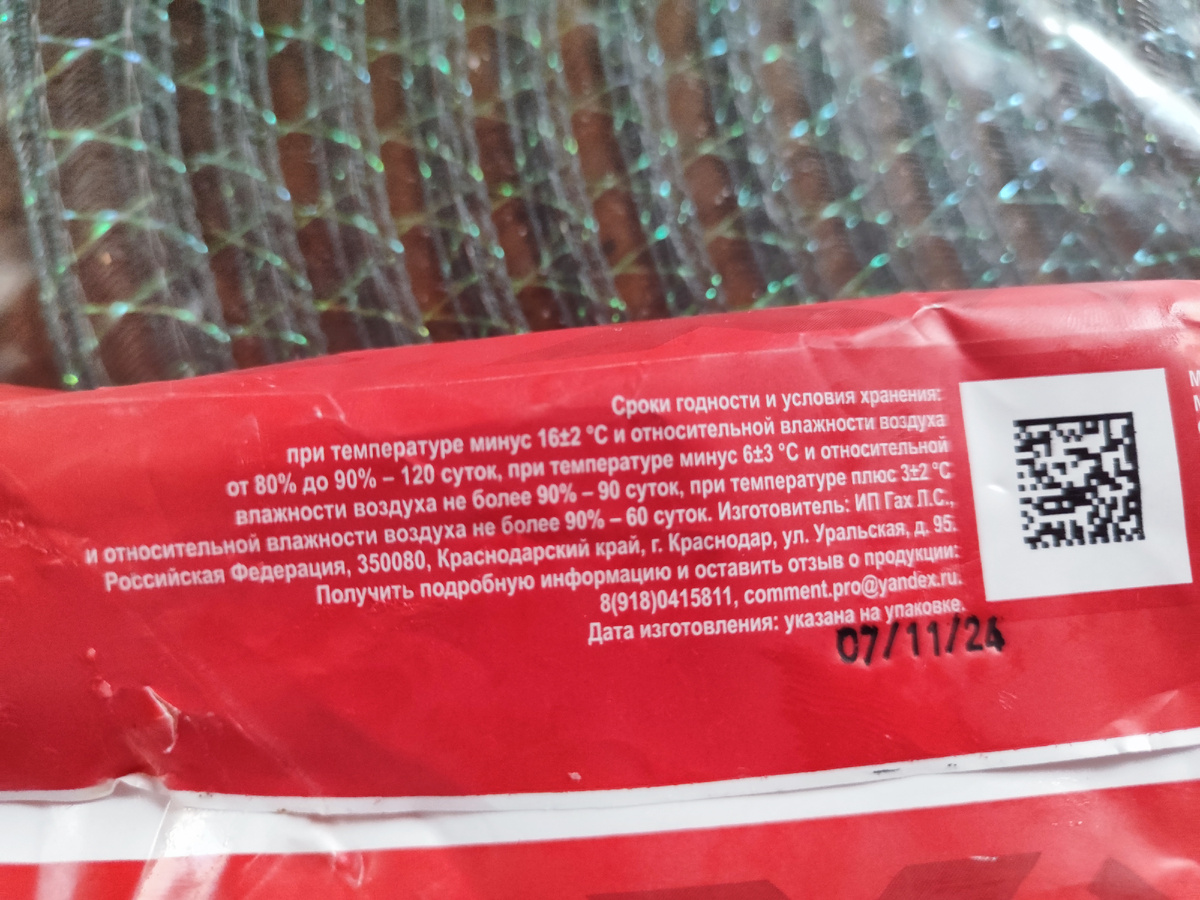 Сроки годности и условия хранения:
при температуре минус 16±2 °С и относительной влажности воздуха
от 80% до 90% – 120 суток, при температуре минус 6±3 °С и относительной
влажности воздуха не более 90% – 90 суток, при температуре плюс 3±2 °С
и относительной влажности воздуха не более 90% – 60 суток. Изготовитель: ИП Гах Л.С.,
Российская Федерация, 350080, Краснодарский край, г. Краснодар, ул. Уральская, д. 95.
Получить подробную информацию и оставить отзыв о продукции:
8(918)0415811, comment.pro@yandex.ru.
Дата изготовления: указана на упаковке.
07/11/24